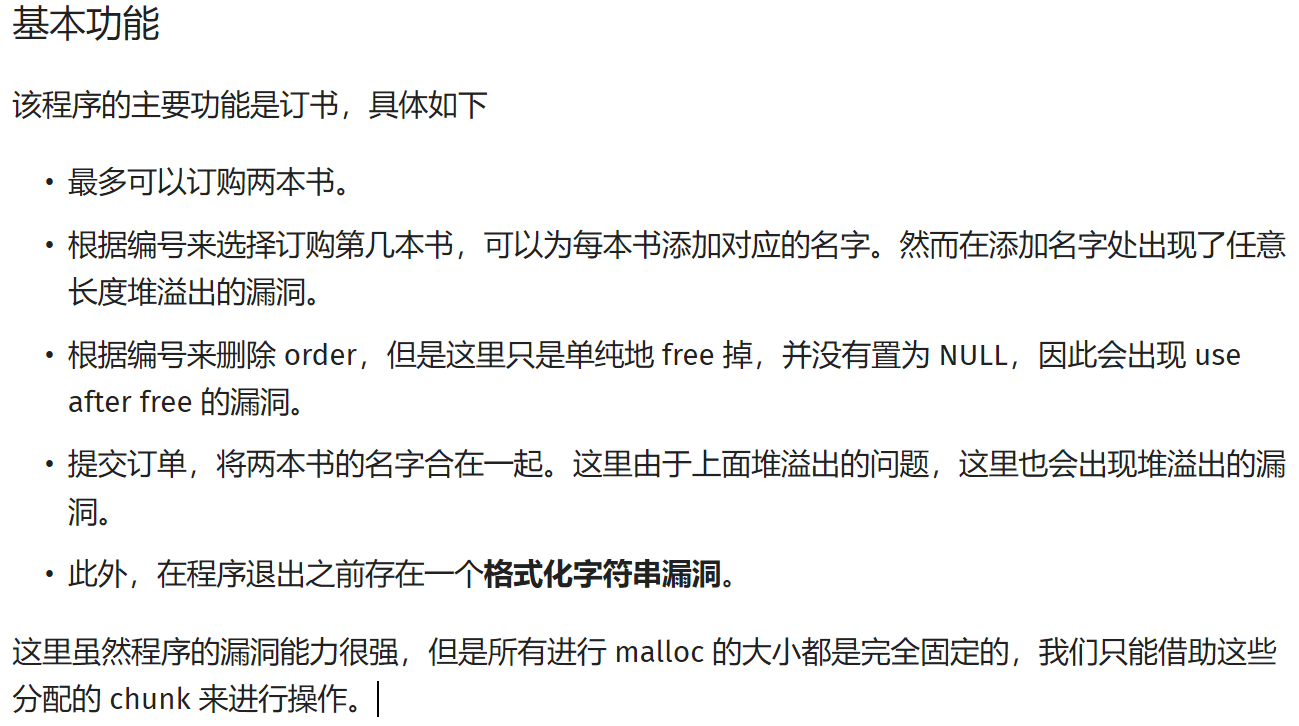 基本功能
该程序的主要功能是订书，具体如下
• 最多可以订购两本书。
• 根据编号来选择订购第几本书，可以为每本书添加对应的名字。然而在添加名字处出现了任意
长度堆溢出的漏洞。
• 根据编号来删除 order，但是这里只是单纯地 free 掉，并没有置为 NULL，因此会出现 use
after free 的漏洞。
• 提交订单，将两本书的名字合在一起。这里由于上面堆溢出的问题，这里也会出现堆溢出的漏
洞。
• 此外，在程序退出之前存在一个格式化字符串漏洞。
这里虽然程序的漏洞能力很强，但是所有进行 malloc 的大小都是完全固定的，我们只能借助这些
分配的 chunk 来进行操作。